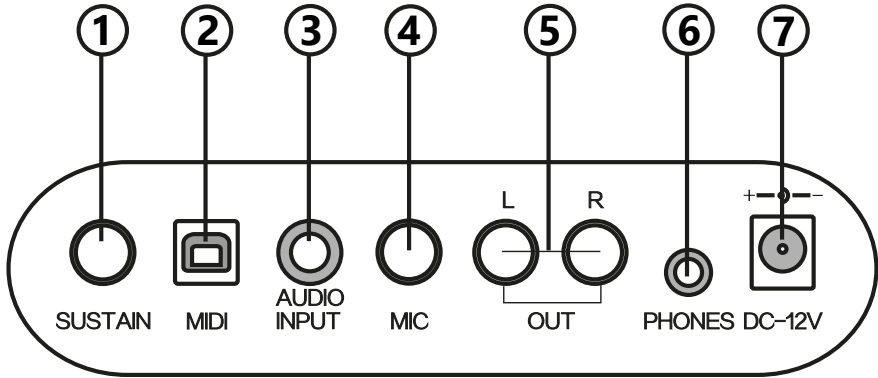 1 2 3 4 5 6 7
L R
+ -
SUSTAIN MIDI AUDIO INPUT MIC OUT PHONES DC-12V